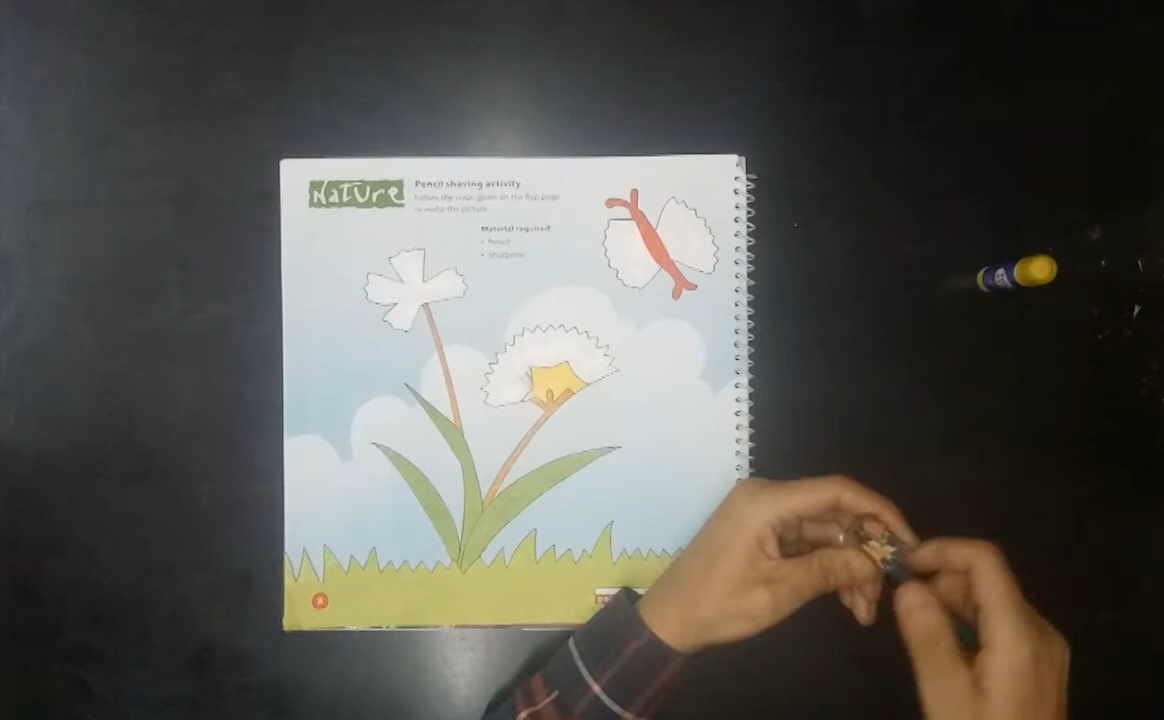 Nature
Pencil shaving activity
Follow the steps given on the flap page
to make the picture.
Material required
• Pencil
• Sharpener